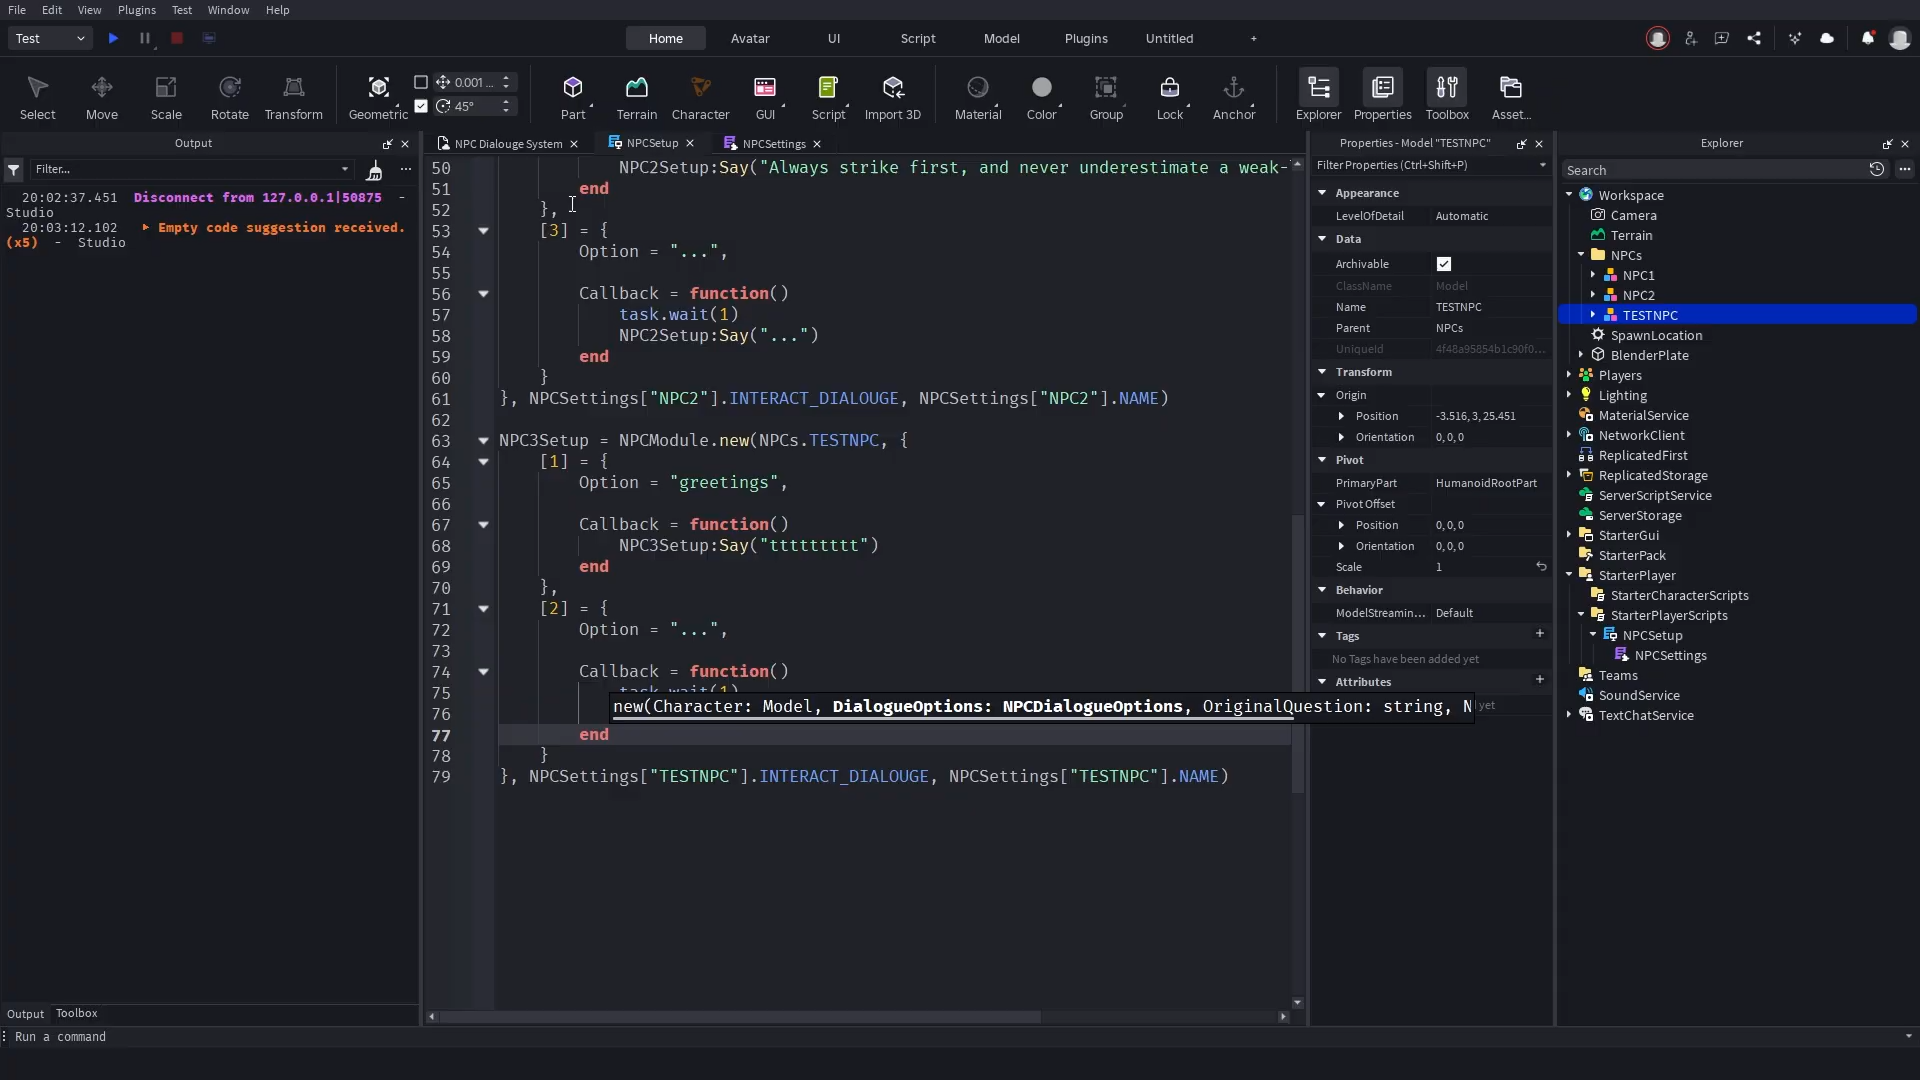 File Edit View Plugins Test Window Help
Test Home Avatar UI Script Model Plugins Untitled +
0.001 ...
45°
Select Move Scale Rotate Transform Geometric Part Terrain Character GUI Script Import 3D Material Color Group Lock Anchor Explorer Properties Toolbox Asset...
Output
Filter...
20:02:37.451 Disconnect from 127.0.0.1|50875 -
Studio
20:03:12.102 Empty code suggestion received.
(x5) - Studio
Output Toolbox
Run a command
NPC Dialouge System NPCSetup NPCSettings
50 NPC2Setup:Say("Always strike first, and never underestimate a weak-
51 end
52 },
53 [3] = {
54 Option = "...",
55
56 Callback = function()
57 task.wait(1)
58 NPC2Setup:Say("...")
59 end
60 }
61 }, NPCSettings["NPC2"].INTERACT_DIALOUGE, NPCSettings["NPC2"].NAME)
62
63 NPC3Setup = NPCModule.new(NPCs.TESTNPC, {
64 [1] = {
65 Option = "greetings",
66
67 Callback = function()
68 NPC3Setup:Say("ttttttttt")
69 end
70 },
71 [2] = {
72 Option = "...",
73
74 Callback = function()
75 task.wait(1)
76 new(Character: Model, DialogueOptions: NPCDialogueOptions, OriginalQuestion: string, N
77 end
78 }
79 }, NPCSettings["TESTNPC"].INTERACT_DIALOUGE, NPCSettings["TESTNPC"].NAME)
Properties - Model "TESTNPC"
Filter Properties (Ctrl+Shift+P)
Appearance
LevelOfDetail Automatic
Data
Archivable
ClassName Model
Name TESTNPC
Parent NPCs
UniqueId 4f48a95854b1c90f0...
Transform
Origin
Position -3.516, 3, 25.451
Orientation 0, 0, 0
Pivot
PrimaryPart HumanoidRootPart
Pivot Offset
Position 0, 0, 0
Orientation 0, 0, 0
Scale 1
Behavior
ModelStreamin... Default
Tags
No Tags have been added yet
Attributes
yet
Explorer
Search
Workspace
Camera
Terrain
NPCs
NPC1
NPC2
TESTNPC
SpawnLocation
BlenderPlate
Players
Lighting
MaterialService
NetworkClient
ReplicatedFirst
ReplicatedStorage
ServerScriptService
ServerStorage
StarterGui
StarterPack
StarterPlayer
StarterCharacterScripts
StarterPlayerScripts
NPCSetup
NPCSettings
Teams
SoundService
TextChatService